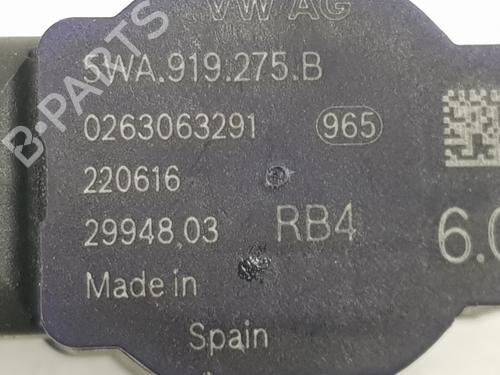 VW AG
5WA.919.275.B
0263063291 965
220616
29948,03 RB4 6.0
Made in
Spain
B-PARTS